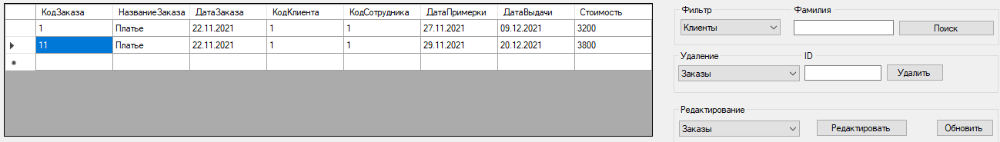 КодЗаказа НазваниеЗаказа ДатаЗаказа КодКлиента КодСотрудника ДатаПримерки ДатаВыдачи Стоимость
1 Платье 22.11.2021 1 1 27.11.2021 09.12.2021 3200
11 Платье 22.11.2021 1 1 29.11.2021 20.12.2021 3800
Фильтр Фамилия
Клиенты Поиск
Удаление ID
Заказы Удалить
Редактирование
Заказы Редактировать Обновить